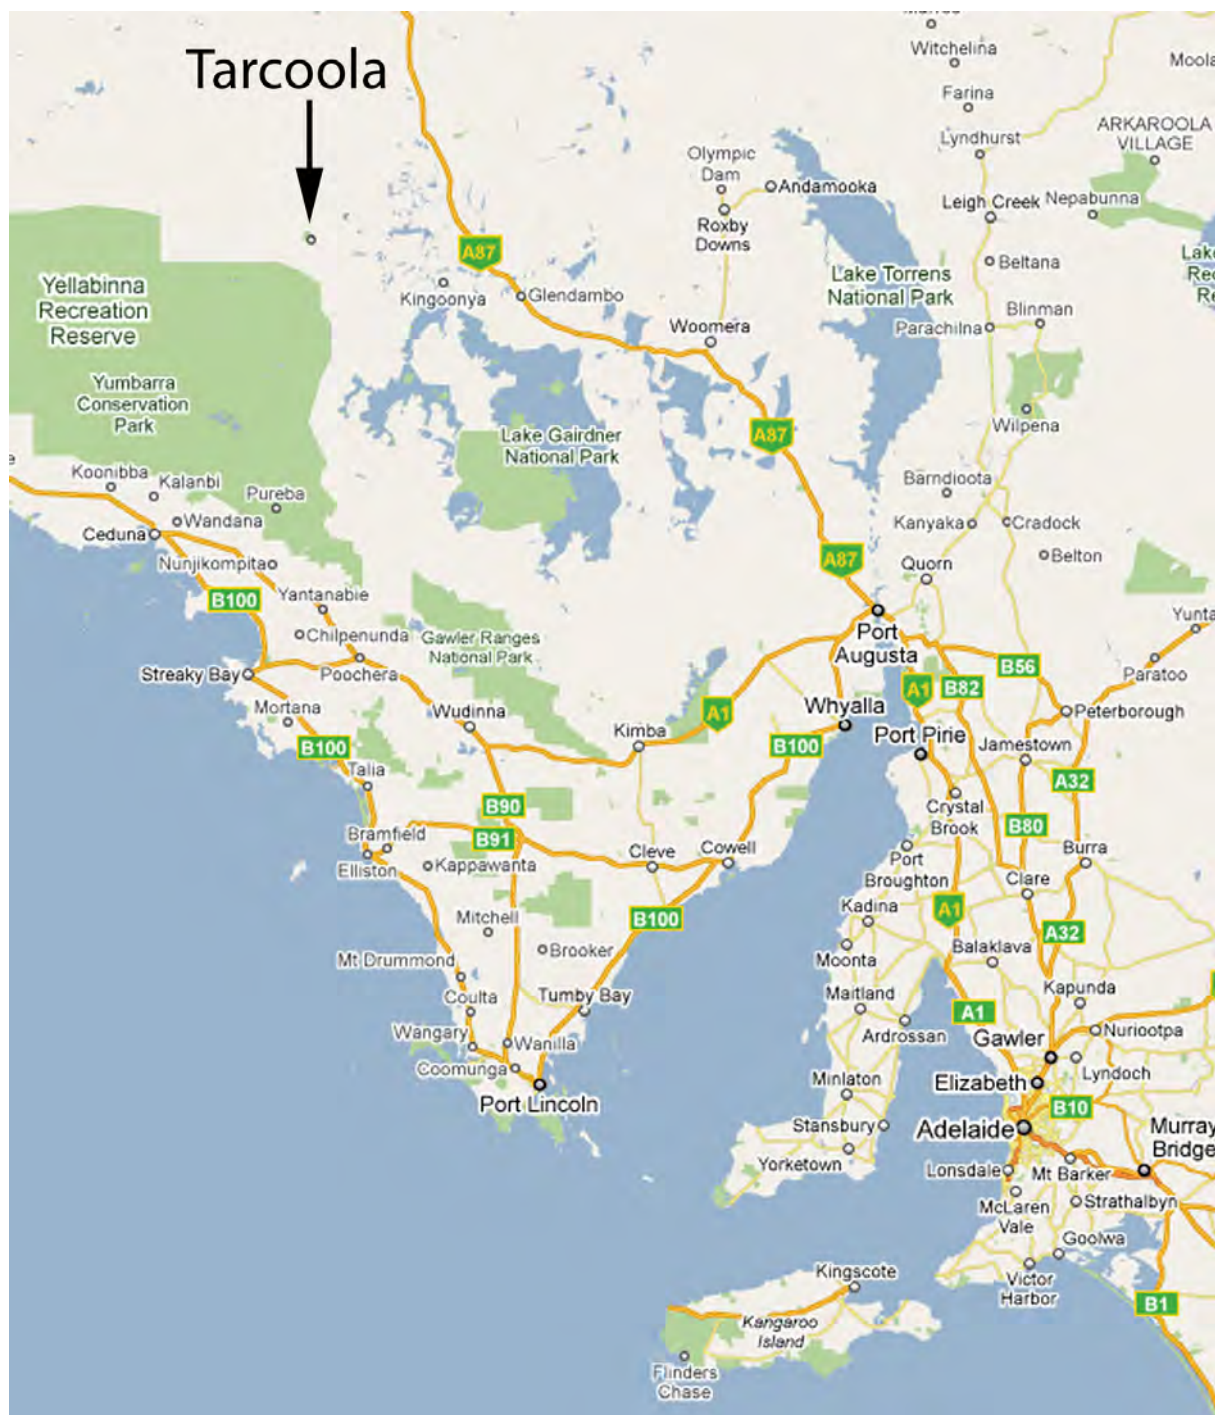 Witchelina
Moola
Tarcoola
Farina
Lyndhurst
ARKAROOLA
VILLAGE
Olympic
Dam
Andamooka
Leigh Creek
Nepabunna
Roxby
Downs
A87
Beltana
Lake Torrens
National Park
Yellabinna
Recreation
Reserve
Kingoonya
Glendambo
Blinman
Woomera
Parachilna
Yumbarra
Conservation
Park
Wilpena
A87
Lake Gairdner
National Park
Koonibba
Kalanbi
Pureba
Barndioota
Wandana
Kanyaka
Cradock
Ceduna
Nunjikompita
A87
Quorn
Belton
B100
Yantanabie
Yunta
Chilpenunda
Gawler Ranges
National Park
Port
Augusta
B56
Paratoo
Streaky Bay
Poochera
A1
B82
Mortana
Wudinna
Kimba
A1
Whyalla
Peterborough
B100
B100
Port Pirie
Jamestown
Talia
A32
B90
Crystal
Brook
B80
Bramfield
B91
Elliston
Kappawanta
Cleve
Cowell
Port
Broughton
Burra
Clare
Mitchell
B100
Kadina
A1
A32
Brooker
Moonta
Balaklava
Mt Drummond
Coulta
Tumby Bay
Maitland
Kapunda
A1
Wangary
Wanilla
Ardrossan
Gawler
Nuriootpa
Coomunga
Minlaton
Elizabeth
Lyndoch
Port Lincoln
B10
Stansbury
Adelaide
Murray
Bridge
Yorketown
Lonsdale
Mt Barker
McLaren
Vale
Strathalbyn
Goolwa
Kingscote
Victor
Harbor
B1
Kangaroo
Island
Flinders
Chase